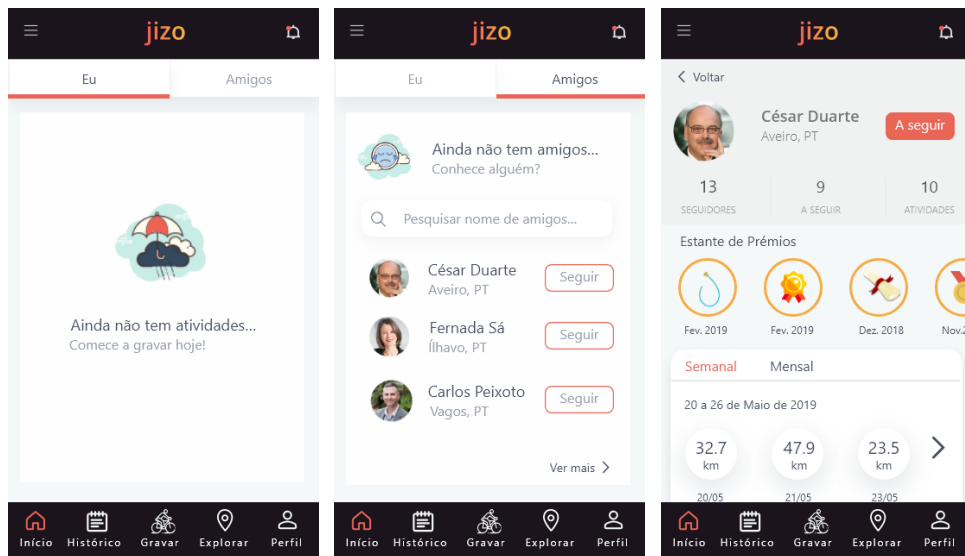 jizo
Eu Amigos
Ainda não tem atividades...
Comece a gravar hoje!
Início Histórico Gravar Explorar Perfil
jizo
Eu Amigos
Ainda não tem amigos...
Conhece alguém?
Pesquisar nome de amigos...
César Duarte
Aveiro, PT
Seguir
Fernada Sá
Ílhavo, PT
Seguir
Carlos Peixoto
Vagos, PT
Seguir
Ver mais
Início Histórico Gravar Explorar Perfil
jizo
Voltar
César Duarte
Aveiro, PT
A seguir
13 9 10
SEGUIDORES A SEGUIR ATIVIDADES
Estante de Prémios
Fev. 2019 Fev. 2019 Dez. 2018 Nov.
Semanal Mensal
20 a 26 de Maio de 2019
32.7 47.9 23.5
km km km
20/05 21/05 23/05
Início Histórico Gravar Explorar Perfil